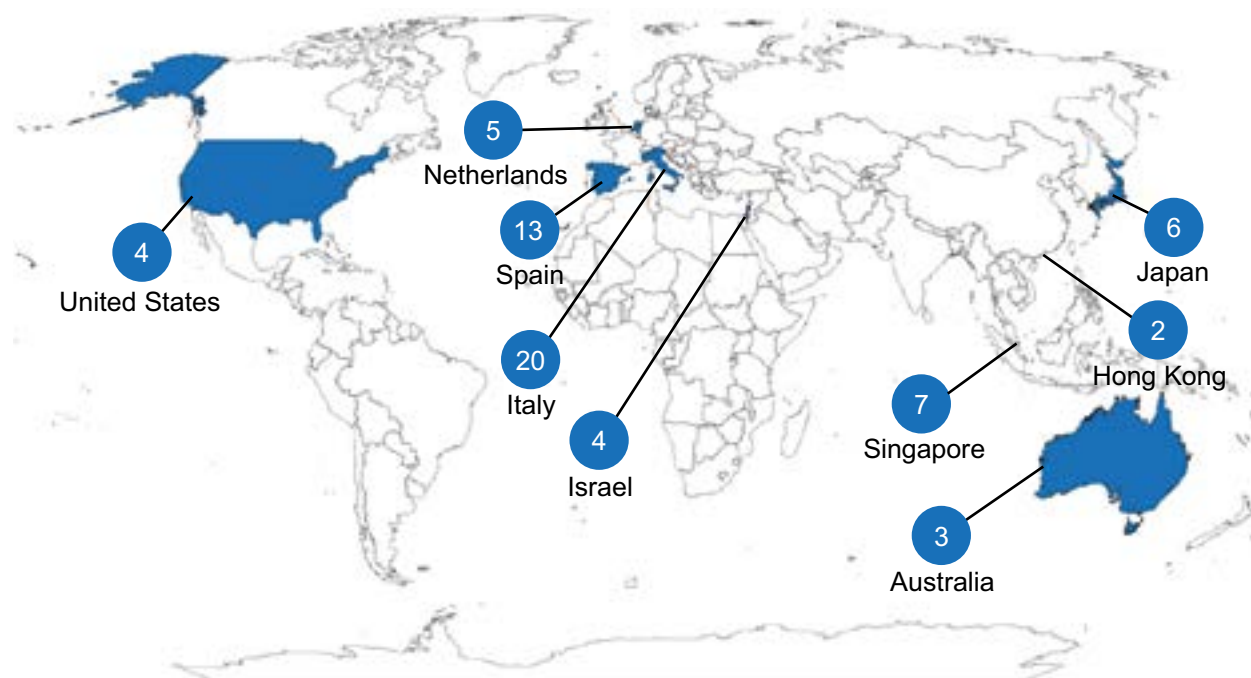 5
Netherlands
13
Spain
4
United States
6
Japan
2
Hong Kong
20
Italy
7
Singapore
4
Israel
3
Australia